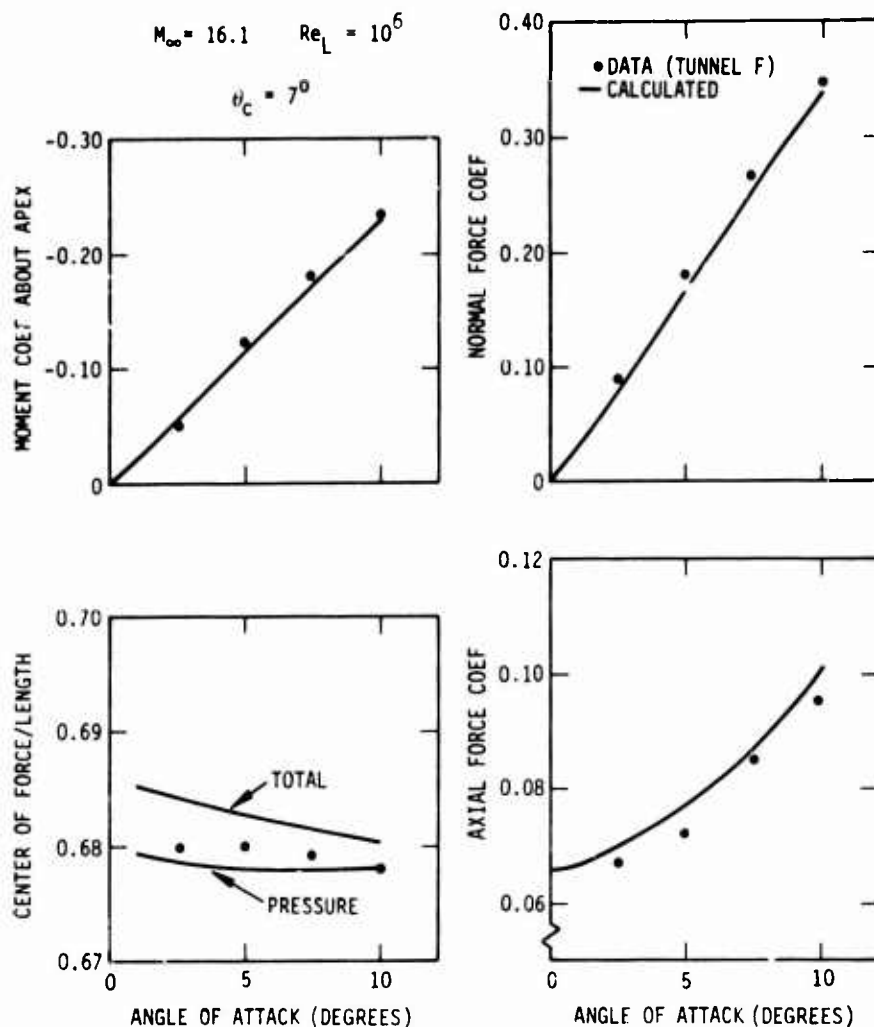 M∞= 16.1 Re_L = 10^6
θ_c = 7°
MOMENT COEF ABOUT APEX
-0.30
-0.20
-0.10
0
NORMAL FORCE COEF
0.40
0.30
0.20
0.10
0
• DATA (TUNNEL F)
— CALCULATED
CENTER OF FORCE/LENGTH
0.70
0.69
0.68
0.67
TOTAL
PRESSURE
0 5 10
ANGLE OF ATTACK (DEGREES)
AXIAL FORCE COEF
0.12
0.10
0.08
0.06
0 5 10
ANGLE OF ATTACK (DEGREES)